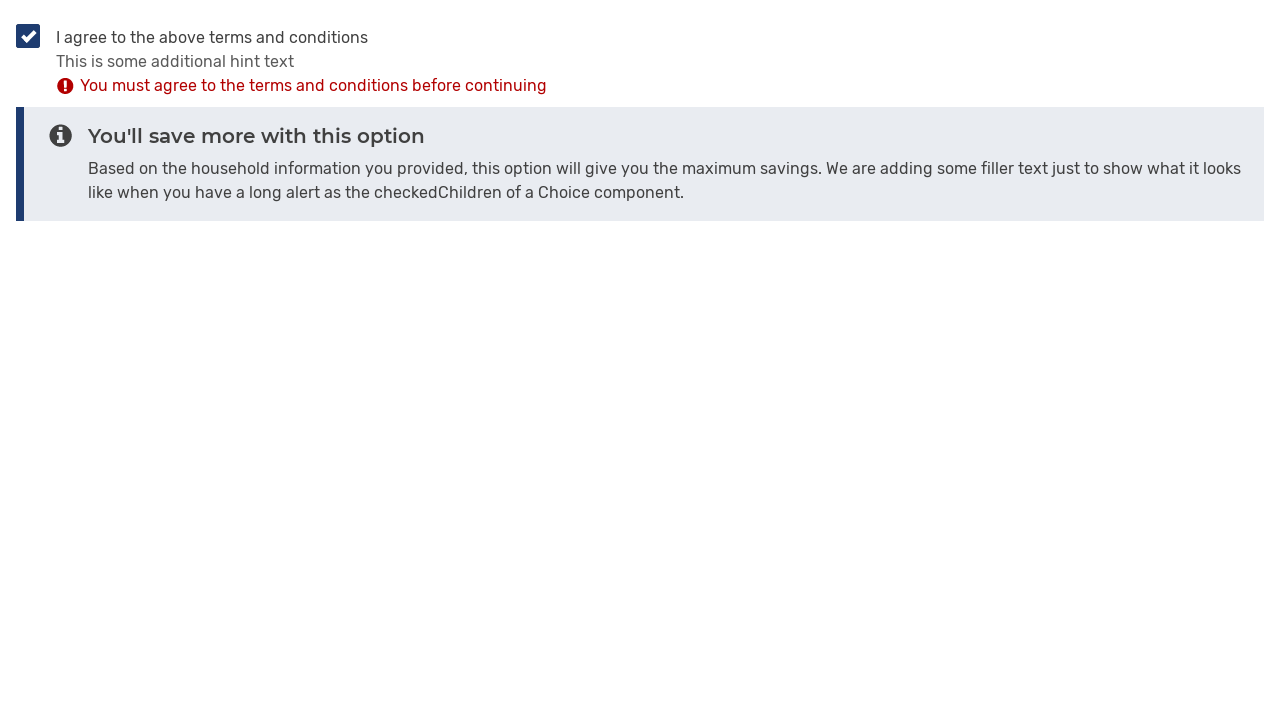 I agree to the above terms and conditions
This is some additional hint text
You must agree to the terms and conditions before continuing
You'll save more with this option
Based on the household information you provided, this option will give you the maximum savings. We are adding some filler text just to show what it looks
like when you have a long alert as the checkedChildren of a Choice component.